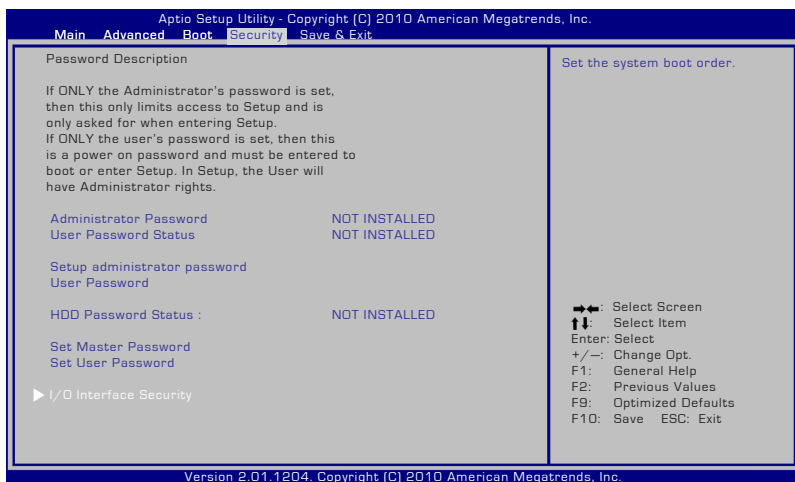 Aptio Setup Utility - Copyright (C) 2010 American Megatrends, Inc.
Main Advanced Boot Security Save & Exit
Password Description
If ONLY the Administrator's password is set,
then this only limits access to Setup and is
only asked for when entering Setup.
If ONLY the user's password is set, then this
is a power on password and must be entered to
boot or enter Setup. In Setup, the User will
have Administrator rights.
Administrator Password NOT INSTALLED
User Password Status NOT INSTALLED
Setup administrator password
User Password
HDD Password Status : NOT INSTALLED
Set Master Password
Set User Password
▶ I/O Interface Security
Set the system boot order.
→←: Select Screen
↑↓: Select Item
Enter: Select
+/—: Change Opt.
F1: General Help
F2: Previous Values
F9: Optimized Defaults
F10: Save ESC: Exit
Version 2.01.1204. Copyright (C) 2010 American Megatrends, Inc.